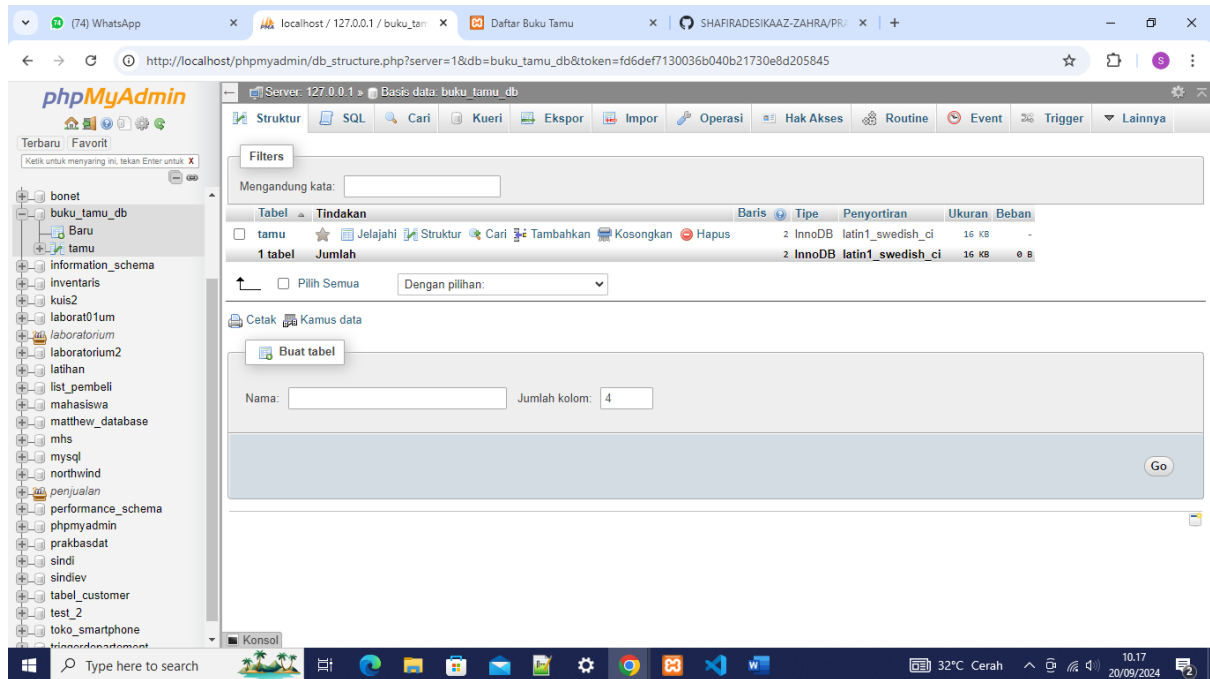 (74) WhatsApp
localhost / 127.0.0.1 / buku_tam
Daftar Buku Tamu
SHAFIRADESIKAAZ-ZAHRA/PRA
http://localhost/phpmyadmin/db_structure.php?server=1&db=buku_tamu_db&token=fd6def7130036b040b21730e8d205845
S
phpMyAdmin
Terbaru Favorit
Ketik untuk menyaring ini, tekan Enter untuk X
bonet
buku_tamu_db
Baru
tamu
information_schema
inventaris
kuis2
laborat01um
laboratorium
laboratorium2
latihan
list_pembeli
mahasiswa
matthew_database
mhs
mysql
northwind
penjualan
performance_schema
phpmyadmin
prakbasdat
sindi
sindiev
tabel_customer
test_2
toko_smartphone
triggerdepartement
Server: 127.0.0.1 » Basis data: buku_tamu_db
Struktur SQL Cari Kueri Ekspor Impor Operasi Hak Akses Routine Event Trigger Lainnya
Filters
Mengandung kata:
Tabel Tindakan Baris Tipe Penyortiran Ukuran Beban
tamu Jelajahi Struktur Cari Tambahkan Kosongkan Hapus 2 InnoDB latin1_swedish_ci 16 KB -
1 tabel Jumlah 2 InnoDB latin1_swedish_ci 16 KB 0 B
Pilih Semua Dengan pilihan:
Cetak Kamus data
Buat tabel
Nama: Jumlah kolom: 4
Go
Konsol
Type here to search
32°C Cerah
10.17
20/09/2024
2